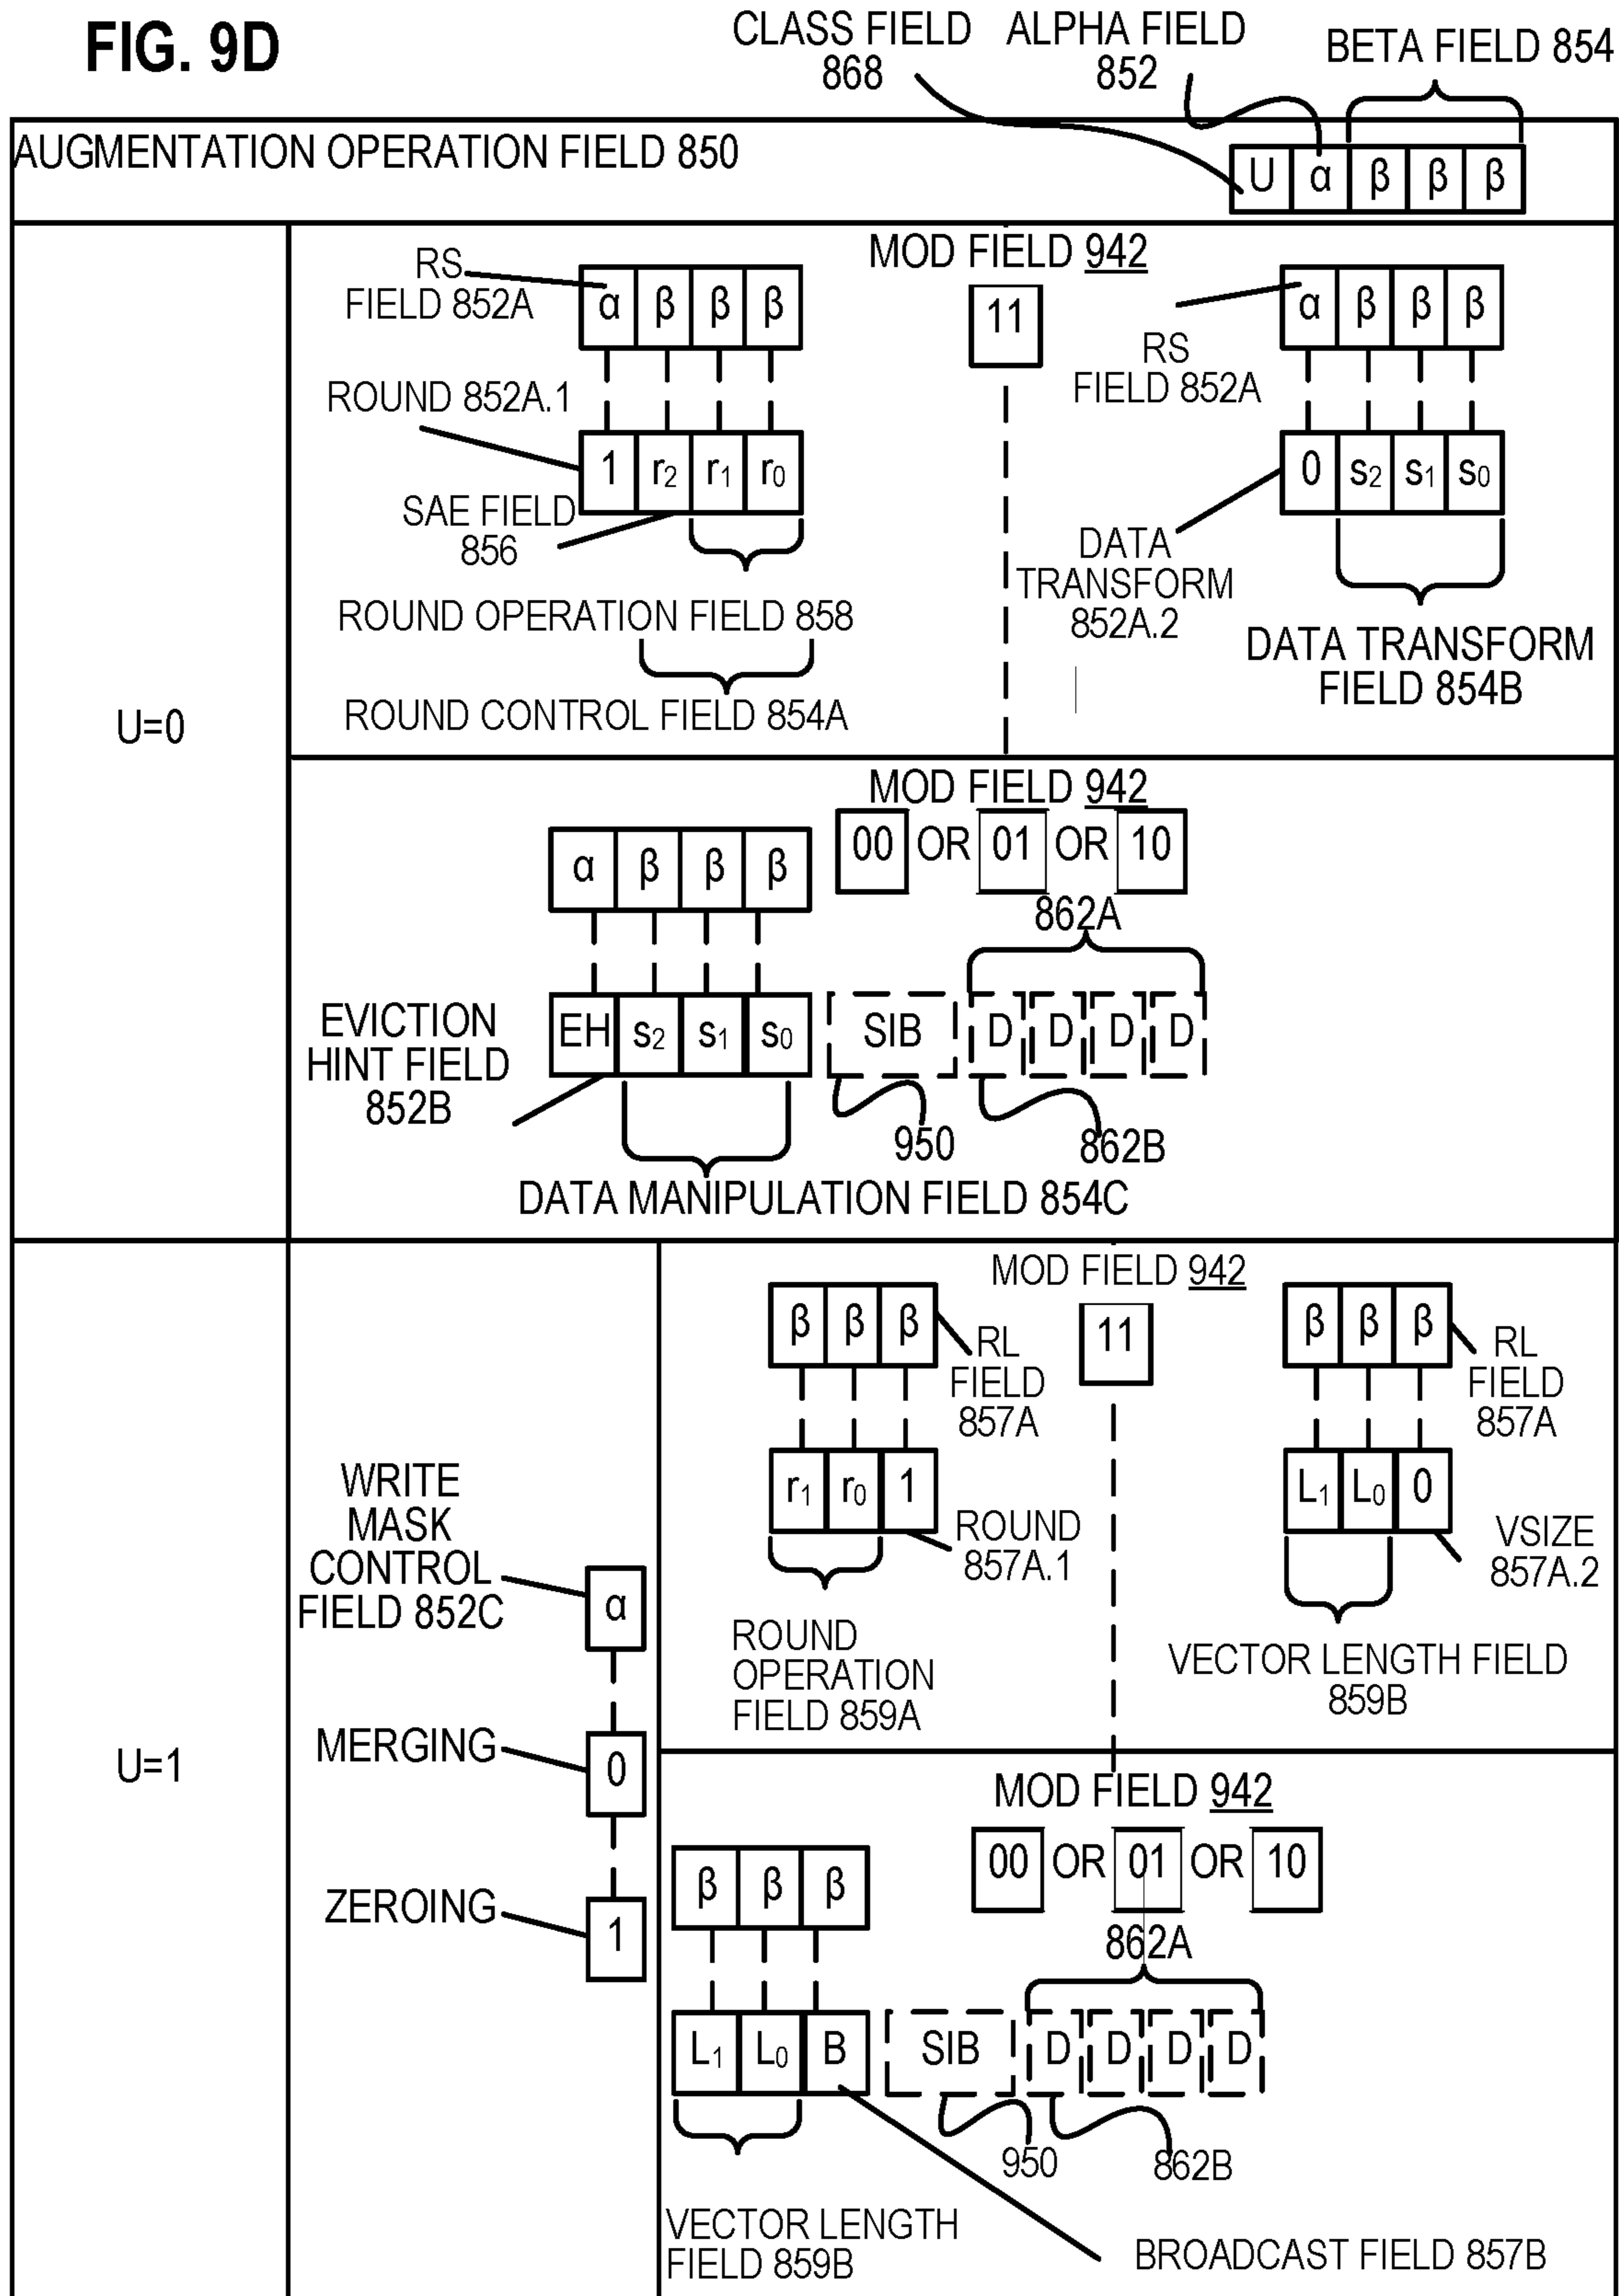 FIG. 9D
CLASS FIELD
868
ALPHA FIELD
852
BETA FIELD 854
AUGMENTATION OPERATION FIELD 850
U α β β β
U=0
MOD FIELD 942
11
RS
FIELD 852A
α β β β
ROUND 852A.1
1 r2 r1 r0
SAE FIELD
856
ROUND OPERATION FIELD 858
ROUND CONTROL FIELD 854A
α β β β
RS
FIELD 852A
0 s2 s1 s0
DATA
TRANSFORM
852A.2
DATA TRANSFORM
FIELD 854B
MOD FIELD 942
00 OR 01 OR 10
α β β β
862A
EVICTION
HINT FIELD
852B
EH s2 s1 s0 SIB D D D D
950
862B
DATA MANIPULATION FIELD 854C
U=1
WRITE
MASK
CONTROL
FIELD 852C
α
MERGING
0
ZEROING
1
MOD FIELD 942
11
β β β
RL
FIELD
857A
r1 r0 1
ROUND
857A.1
ROUND
OPERATION
FIELD 859A
β β β
RL
FIELD
857A
L1 L0 0
VSIZE
857A.2
VECTOR LENGTH FIELD
859B
MOD FIELD 942
00 OR 01 OR 10
β β β
862A
L1 L0 B SIB D D D D
950
862B
VECTOR LENGTH
FIELD 859B
BROADCAST FIELD 857B